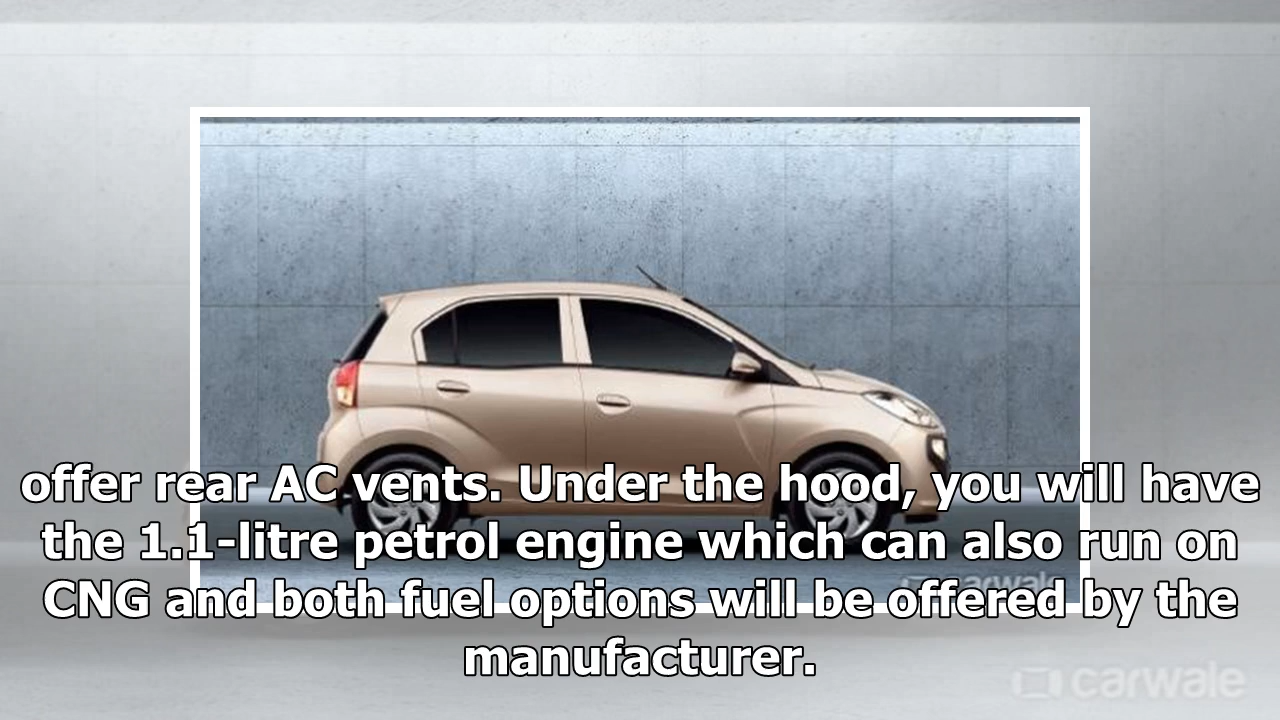 offer rear AC vents. Under the hood, you will have
the 1.1-litre petrol engine which can also run on
CNG and both fuel options will be offered by the
manufacturer.
carwale
carwale